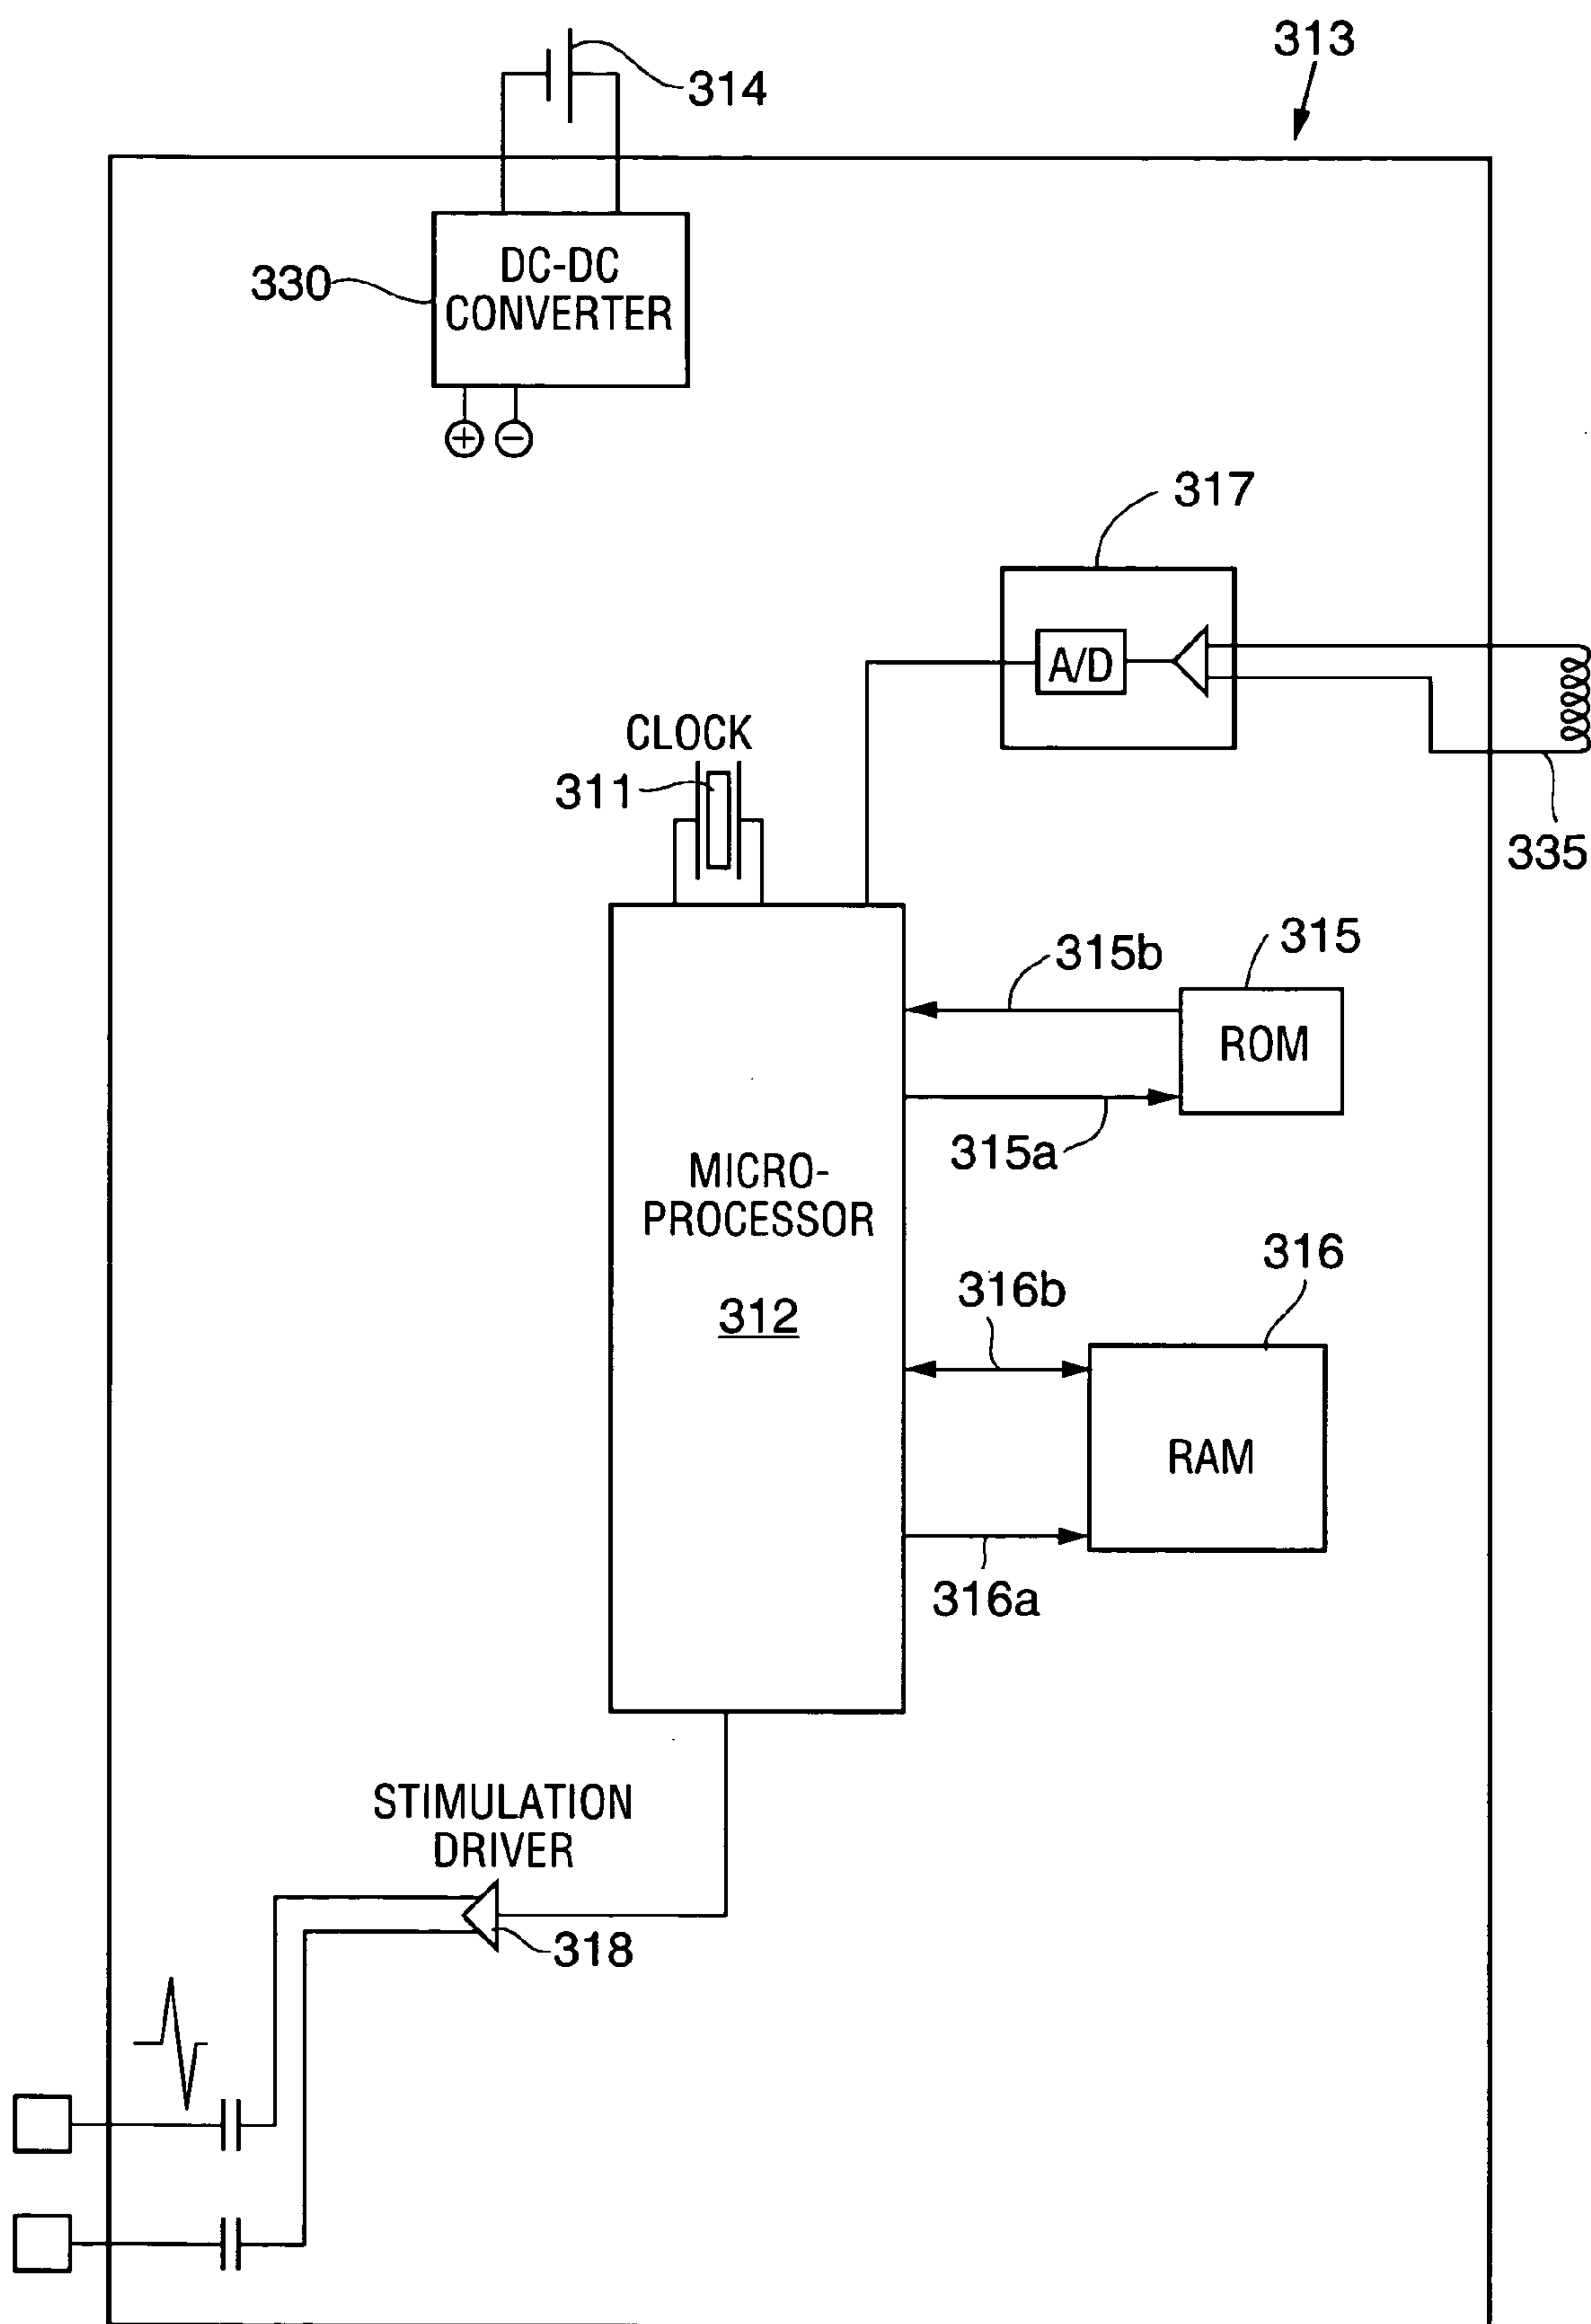 313
314
330
DC-DC
CONVERTER
+ −
317
A/D
CLOCK
311
335
315b
315
ROM
315a
MICRO-
PROCESSOR
312
316
316b
RAM
316a
STIMULATION
DRIVER
318